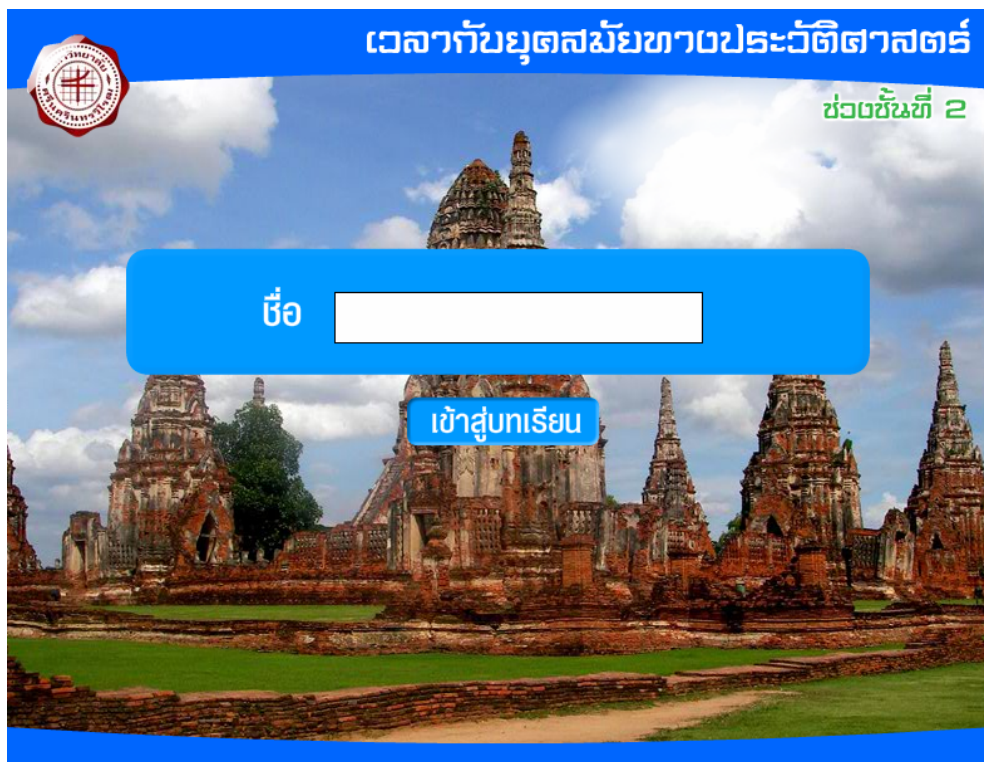 เวลากับยุคสมัยทางประวัติศาสตร์
ช่วงชั้นที่ 2
ชื่อ
เข้าสู่บทเรียน